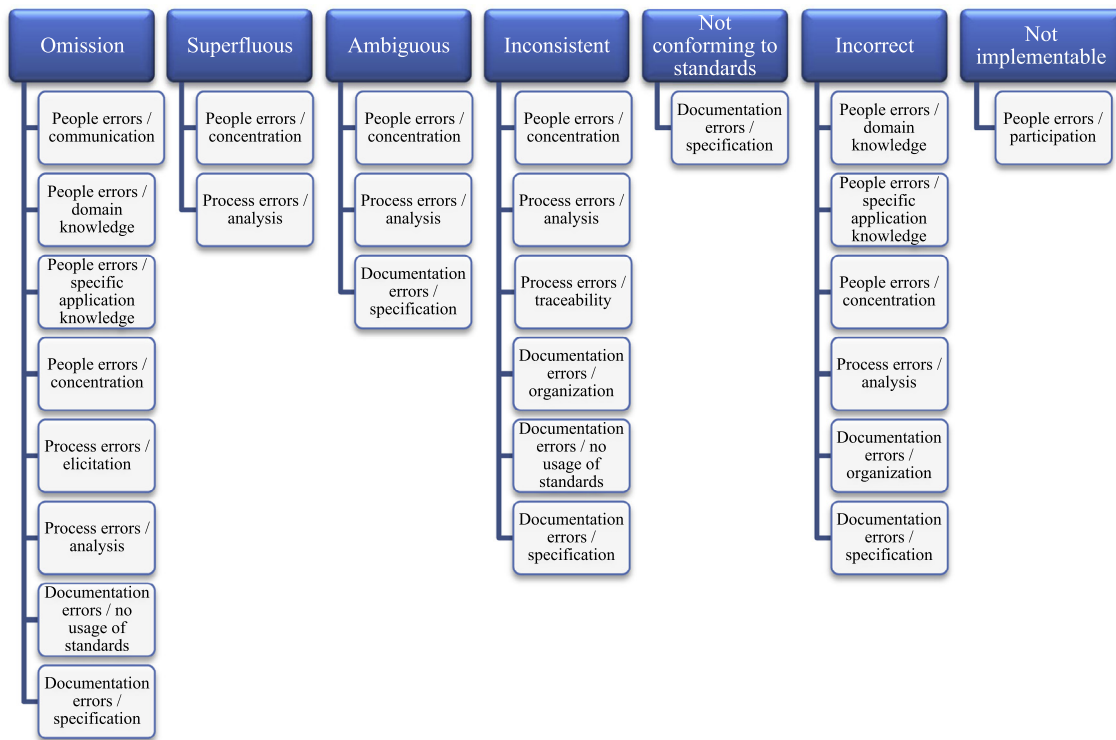 Omission
People errors /
communication
People errors /
domain
knowledge
People errors /
specific
application
knowledge
People errors /
concentration
Process errors /
elicitation
Process errors /
analysis
Documentation
errors / no
usage of
standards
Documentation
errors /
specification
Superfluous
People errors /
concentration
Process errors /
analysis
Ambiguous
People errors /
concentration
Process errors /
analysis
Documentation
errors /
specification
Inconsistent
People errors /
concentration
Process errors /
analysis
Process errors /
traceability
Documentation
errors /
organization
Documentation
errors / no
usage of
standards
Documentation
errors /
specification
Not
conforming to
standards
Documentation
errors /
specification
Incorrect
People errors /
domain
knowledge
People errors /
specific
application
knowledge
People errors /
concentration
Process errors /
analysis
Documentation
errors /
organization
Documentation
errors /
specification
Not
implementable
People errors /
participation